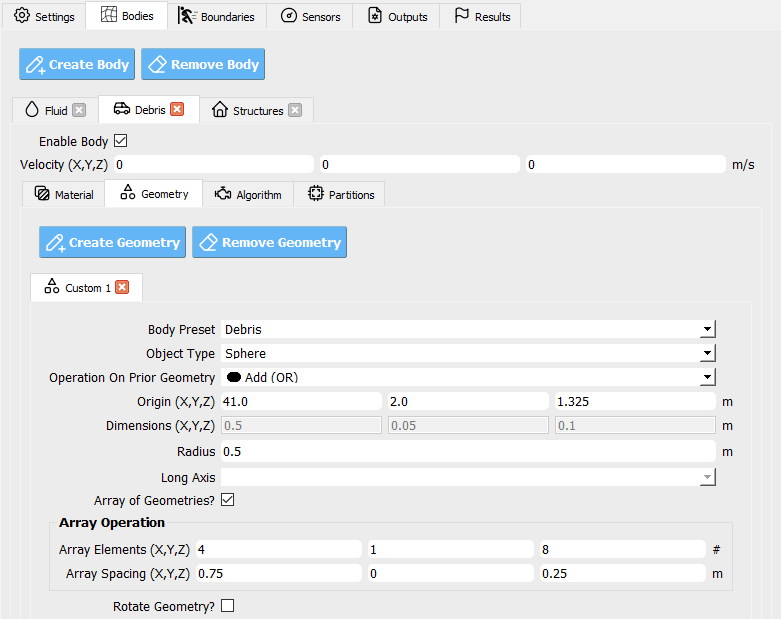 Settings Bodies Boundaries Sensors Outputs Results
Create Body Remove Body
Fluid Debris Structures
Enable Body
Velocity (X,Y,Z) 0 0 0 m/s
Material Geometry Algorithm Partitions
Create Geometry Remove Geometry
Custom 1
Body Preset Debris
Object Type Sphere
Operation On Prior Geometry Add (OR)
Origin (X,Y,Z) 41.0 2.0 1.325 m
Dimensions (X,Y,Z) 0.5 0.05 0.1 m
Radius 0.5 m
Long Axis
Array of Geometries?
Array Operation
Array Elements (X,Y,Z) 4 1 8 #
Array Spacing (X,Y,Z) 0.75 0 0.25 m
Rotate Geometry?